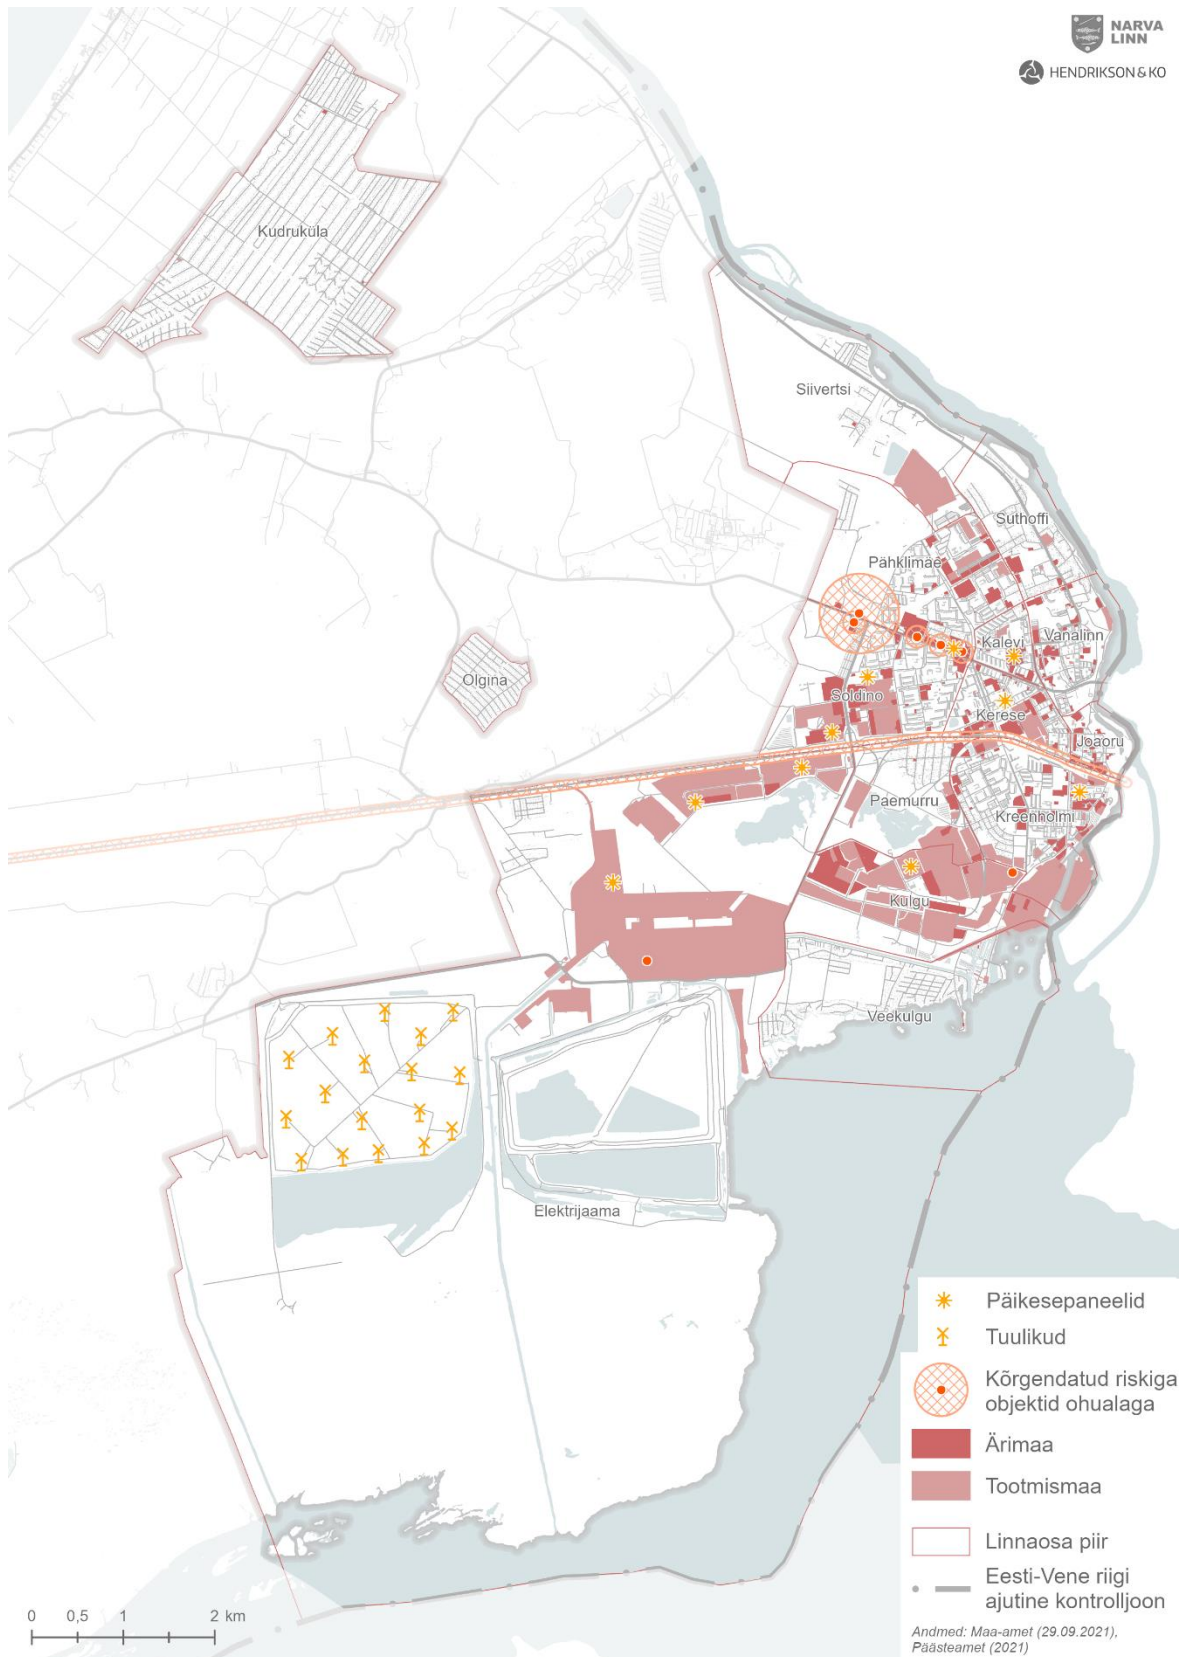 NARVA
LINN
HENDRIKSON & KO
Kudruküla
Siivertsi
Suthoffi
Pähklimäe
Kalevi
Vanalinn
Olgina
Soldino
Kerese
Joaoru
Paemurru
Kreenholmi
Kulgu
Veekulgu
Elektrijaama
Päikesepaneelid
Tuulikud
Kõrgendatud riskiga
objektid ohualaga
Ärimaa
Tootmismaa
Linnaosa piir
Eesti-Vene riigi
ajutine kontrolljoon
0 0,5 1 2 km
Andmed: Maa-amet (29.09.2021),
Päästeamet (2021)